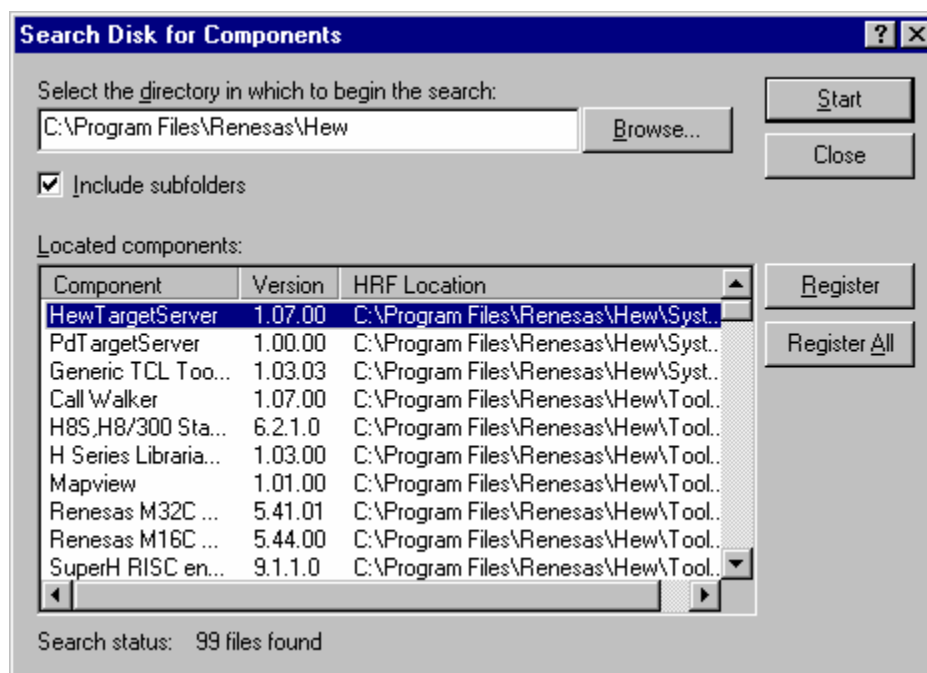 Search Disk for Components
Select the directory in which to begin the search:
Start
C:\Program Files\Renesas\Hew
Browse...
Close
Include subfolders
Located components:
Component Version HRF Location
Register
HewTargetServer 1.07.00 C:\Program Files\Renesas\Hew\Syst..
PdTargetServer 1.00.00 C:\Program Files\Renesas\Hew\Syst..
Register All
Generic TCL Too... 1.03.03 C:\Program Files\Renesas\Hew\Syst..
Call Walker 1.07.00 C:\Program Files\Renesas\Hew\Tool..
H8S,H8/300 Sta... 6.2.1.0 C:\Program Files\Renesas\Hew\Tool..
H Series Libraria... 1.03.00 C:\Program Files\Renesas\Hew\Tool..
Mapview 1.01.00 C:\Program Files\Renesas\Hew\Tool..
Renesas M32C ... 5.41.01 C:\Program Files\Renesas\Hew\Tool..
Renesas M16C ... 5.44.00 C:\Program Files\Renesas\Hew\Tool..
SuperH RISC en... 9.1.1.0 C:\Program Files\Renesas\Hew\Tool..
Search status: 99 files found